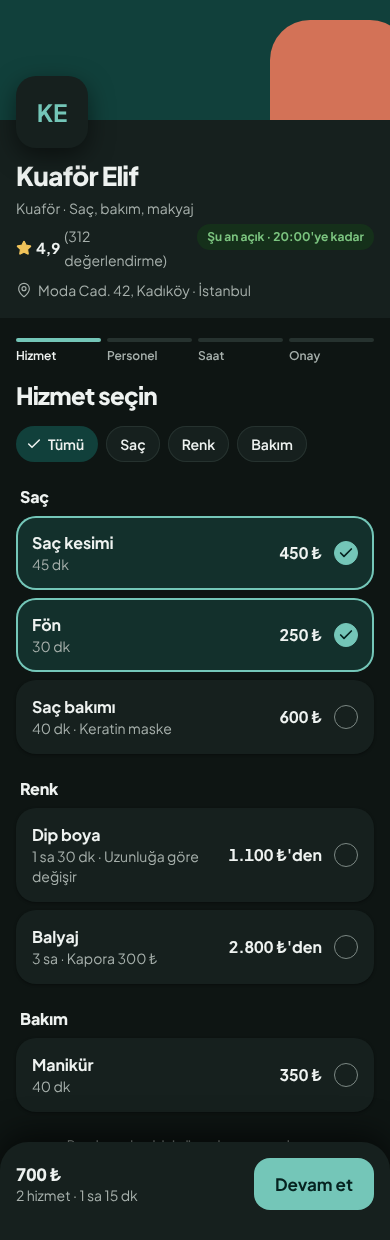 KE
Kuaför Elif
Kuaför · Saç, bakım, makyaj
4,9 (312
değerlendirme)
Şu an açık · 20:00'ye kadar
Moda Cad. 42, Kadıköy · İstanbul
Hizmet Personel Saat Onay
Hizmet seçin
Tümü Saç Renk Bakım
Saç
Saç kesimi
45 dk
450 ₺
Fön
30 dk
250 ₺
Saç bakımı
40 dk · Keratin maske
600 ₺
Renk
Dip boya
1 sa 30 dk · Uzunluğa göre
değişir
1.100 ₺'den
Balyaj
3 sa · Kapora 300 ₺
2.800 ₺'den
Bakım
Manikür
40 dk
350 ₺
700 ₺
2 hizmet · 1 sa 15 dk
Devam et